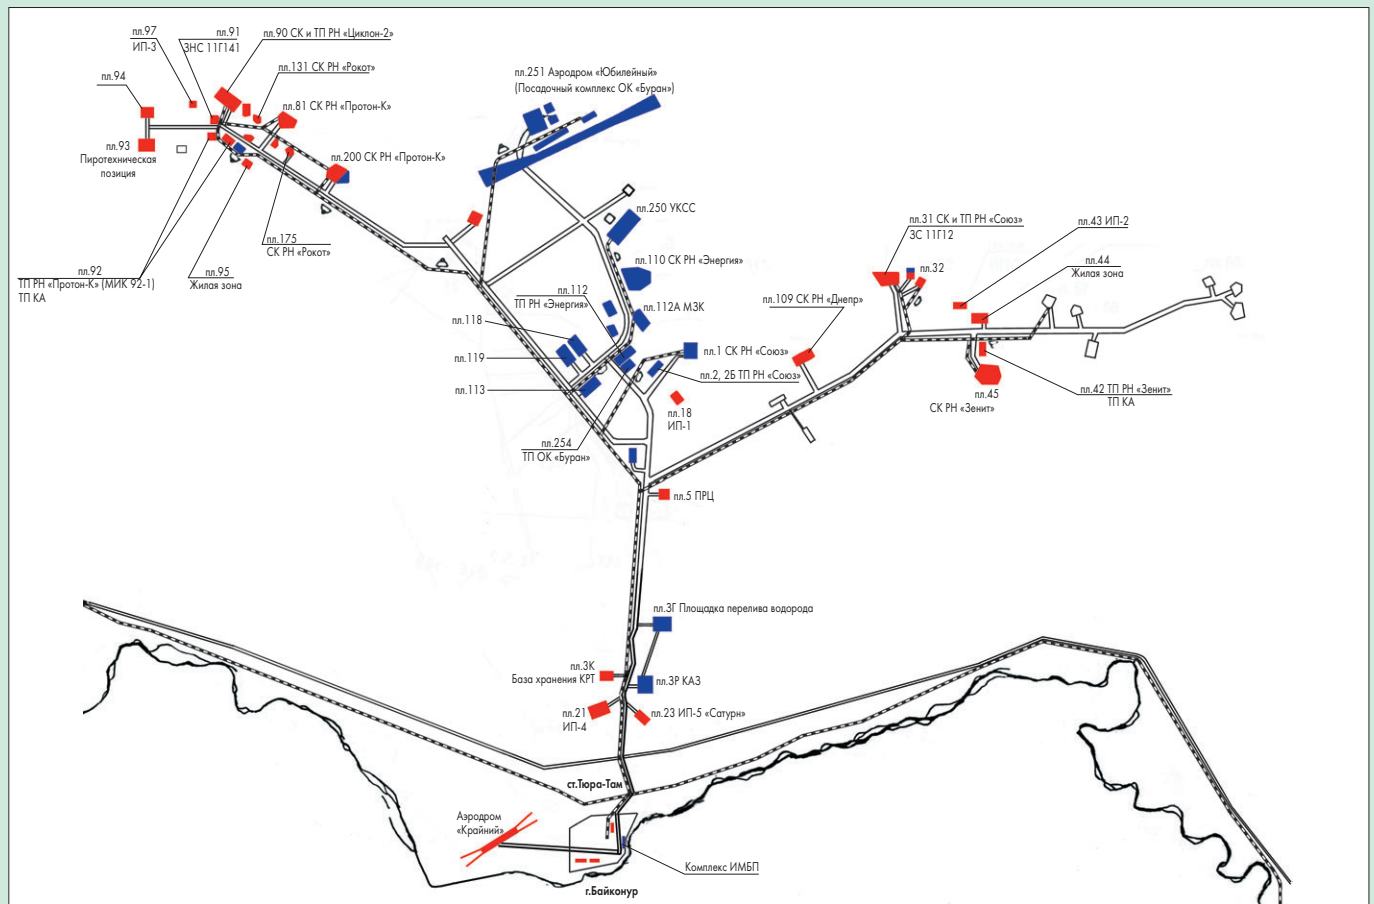 пл.97
ИП-3
пл.91
ЗНС 11Г141
пл.90 СК и ТП РН «Циклон-2»
пл.131 СК РН «Рокот»
пл.94
пл.81 СК РН «Протон-К»
пл.93
Пиротехническая
позиция
пл.200 СК РН «Протон-К»
пл.175
СК РН «Рокот»
пл.92
ТП РН «Протон-К» (МИК 92-1)
ТП КА
пл.95
Жилая зона
пл.251 Аэродром «Юбилейный»
(Посадочный комплекс ОК «Буран»)
пл.250 УКСС
пл.110 СК РН «Энергия»
пл.112
ТП РН «Энергия»
пл.112А МЗК
пл.118
пл.119
пл.113
пл.1 СК РН «Союз»
пл.2, 2Б ТП РН «Союз»
пл.18
ИП-1
пл.254
ТП ОК «Буран»
пл.109 СК РН «Днепр»
пл.31 СК и ТП РН «Союз»
ЗС 11Г12
пл.32
пл.43 ИП-2
пл.44
Жилая зона
пл.42 ТП РН «Зенит»
ТП КА
пл.45
СК РН «Зенит»
пл.5 ПРЦ
пл.3Г Площадка перелива водорода
пл.3К
База хранения КРТ
пл.3Р КАЗ
пл.21
ИП-4
пл.23 ИП-5 «Сатурн»
ст.Тюра-Там
Аэродром
«Крайний»
Комплекс ИМБП
г.Байконур